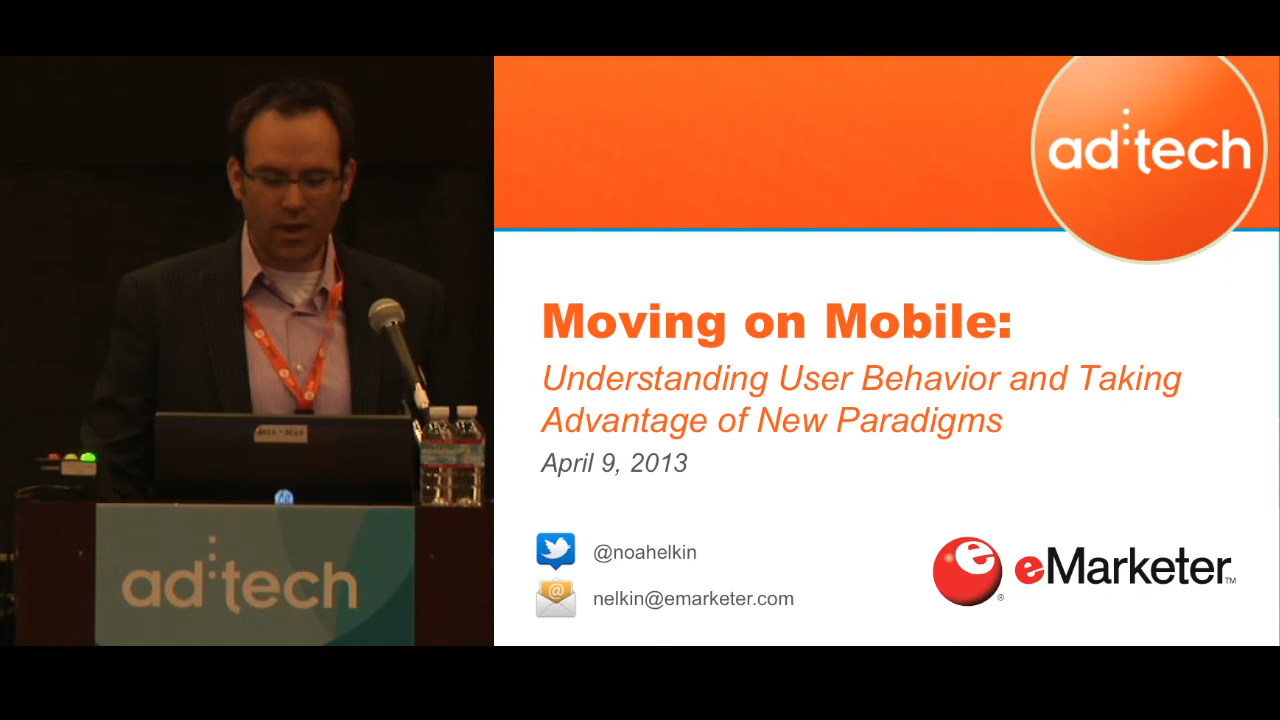 ad:tech
Moving on Mobile:
Understanding User Behavior and Taking
Advantage of New Paradigms
April 9, 2013
@noahelkin
nelkin@emarketer.com
eMarketer™
ad:tech